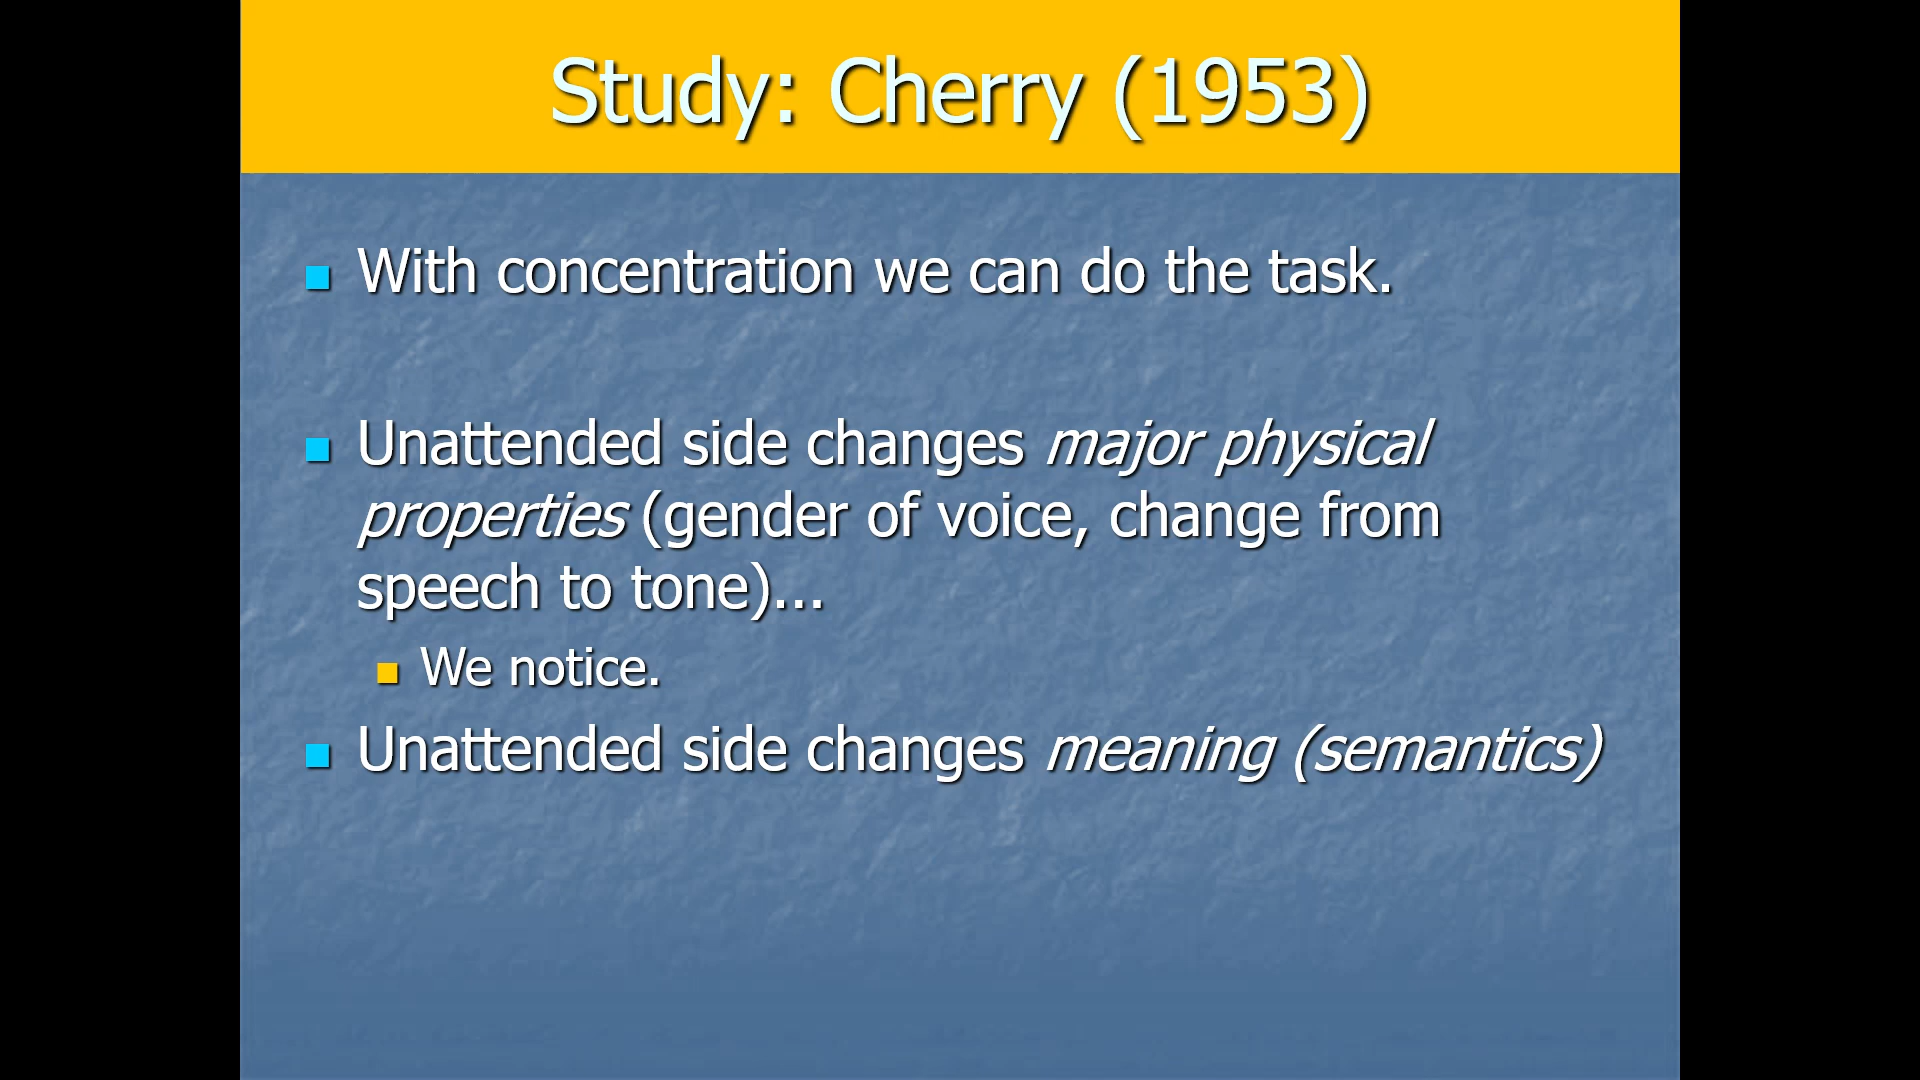 Study: Cherry (1953)
With concentration we can do the task.
Unattended side changes major physical
properties (gender of voice, change from
speech to tone)...
We notice.
Unattended side changes meaning (semantics)